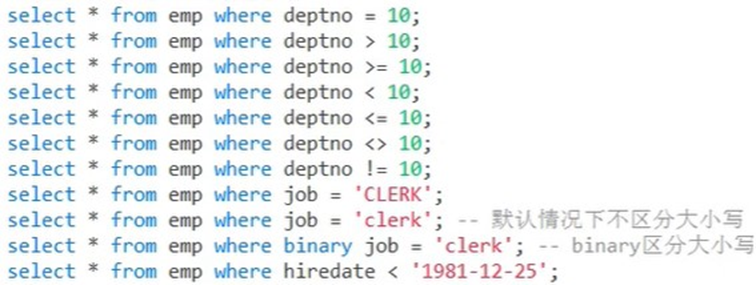 select * from emp where deptno = 10;
select * from emp where deptno > 10;
select * from emp where deptno >= 10;
select * from emp where deptno < 10;
select * from emp where deptno <= 10;
select * from emp where deptno <> 10;
select * from emp where deptno != 10;
select * from emp where job = 'CLERK';
select * from emp where job = 'clerk'; -- 默认情况下不区分大小写
select * from emp where binary job = 'clerk'; -- binary区分大小写
select * from emp where hiredate < '1981-12-25';